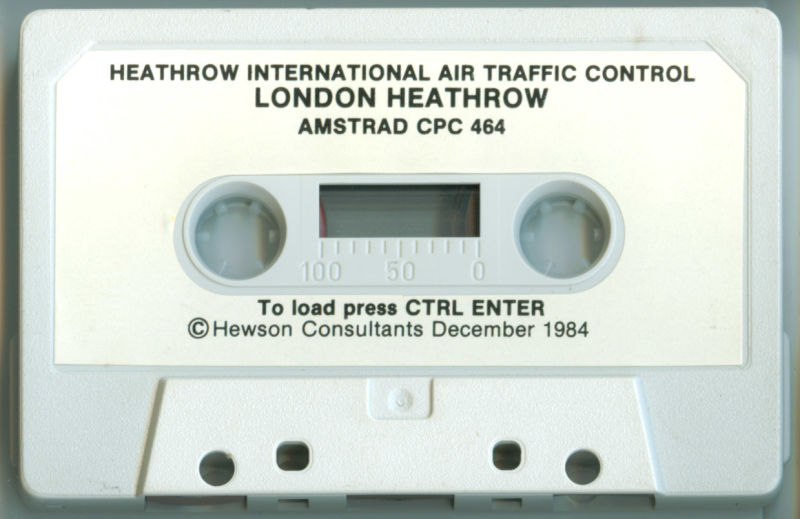 HEATHROW INTERNATIONAL AIR TRAFFIC CONTROL
LONDON HEATHROW
AMSTRAD CPC 464
100 50 0
To load press CTRL ENTER
©Hewson Consultants December 1984